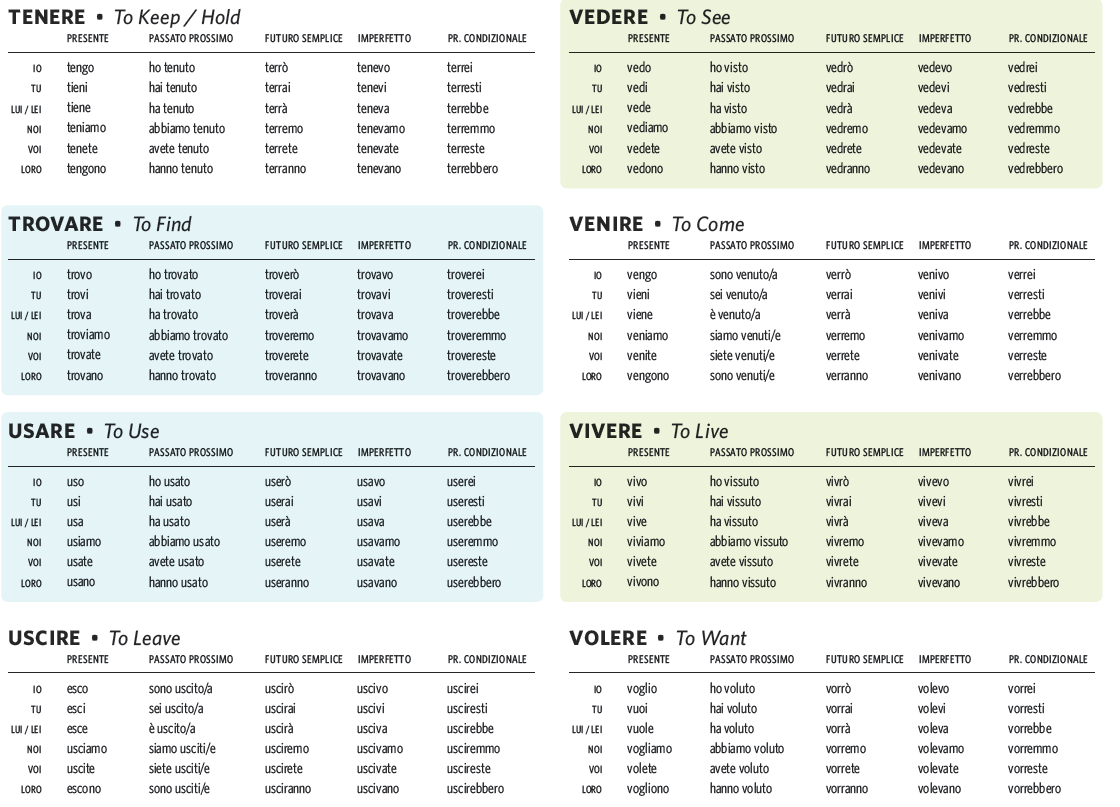 TENERE • To Keep / Hold
PRESENTE PASSATO PROSSIMO FUTURO SEMPLICE IMPERFETTO PR. CONDIZIONALE
IO tengo ho tenuto terrò tenevo terrei
TU tieni hai tenuto terrai tenevi terresti
LUI / LEI tiene ha tenuto terrà teneva terrebbe
NOI teniamo abbiamo tenuto terremo tenevamo terremmo
VOI tenete avete tenuto terrete tenevate terreste
LORO tengono hanno tenuto terranno tenevano terrebbero
VEDERE • To See
PRESENTE PASSATO PROSSIMO FUTURO SEMPLICE IMPERFETTO PR. CONDIZIONALE
IO vedo ho visto vedrò vedevo vedrei
TU vedi hai visto vedrai vedevi vedresti
LUI / LEI vede ha visto vedrà vedeva vedrebbe
NOI vediamo abbiamo visto vedremo vedevamo vedremmo
VOI vedete avete visto vedrete vedevate vedreste
LORO vedono hanno visto vedranno vedevano vedrebbero
TROVARE • To Find
PRESENTE PASSATO PROSSIMO FUTURO SEMPLICE IMPERFETTO PR. CONDIZIONALE
IO trovo ho trovato troverò trovavo troverei
TU trovi hai trovato troverai trovavi troveresti
LUI / LEI trova ha trovato troverà trovava troverebbe
NOI troviamo abbiamo trovato troveremo trovavamo troveremmo
VOI trovate avete trovato troverete trovavate trovereste
LORO trovano hanno trovato troveranno trovavano troverebbero
VENIRE • To Come
PRESENTE PASSATO PROSSIMO FUTURO SEMPLICE IMPERFETTO PR. CONDIZIONALE
IO vengo sono venuto/a verrò venivo verrei
TU vieni sei venuto/a verrai venivi verresti
LUI / LEI viene è venuto/a verrà veniva verrebbe
NOI veniamo siamo venuti/e verremo venivamo verremmo
VOI venite siete venuti/e verrete venivate verreste
LORO vengono sono venuti/e verranno venivano verrebbero
USARE • To Use
PRESENTE PASSATO PROSSIMO FUTURO SEMPLICE IMPERFETTO PR. CONDIZIONALE
IO uso ho usato userò usavo userei
TU usi hai usato userai usavi useresti
LUI / LEI usa ha usato userà usava userebbe
NOI usiamo abbiamo usato useremo usavamo useremmo
VOI usate avete usato userete usavate usereste
LORO usano hanno usato useranno usavano userebbero
VIVERE • To Live
PRESENTE PASSATO PROSSIMO FUTURO SEMPLICE IMPERFETTO PR. CONDIZIONALE
IO vivo ho vissuto vivrò vivevo vivrei
TU vivi hai vissuto vivrai vivevi vivresti
LUI / LEI vive ha vissuto vivrà viveva vivrebbe
NOI viviamo abbiamo vissuto vivremo vivevamo vivremmo
VOI vivete avete vissuto vivrete vivevate vivreste
LORO vivono hanno vissuto vivranno vivevano vivrebbero
USCIRE • To Leave
PRESENTE PASSATO PROSSIMO FUTURO SEMPLICE IMPERFETTO PR. CONDIZIONALE
IO esco sono uscito/a uscirò uscivo uscirei
TU esci sei uscito/a uscirai uscivi usciresti
LUI / LEI esce è uscito/a uscirà usciva uscirebbe
NOI usciamo siamo usciti/e usciremo uscivamo usciremmo
VOI uscite siete usciti/e uscirete uscivate uscireste
LORO escono sono usciti/e usciranno uscivano uscirebbero
VOLERE • To Want
PRESENTE PASSATO PROSSIMO FUTURO SEMPLICE IMPERFETTO PR. CONDIZIONALE
IO voglio ho voluto vorrò volevo vorrei
TU vuoi hai voluto vorrai volevi vorresti
LUI / LEI vuole ha voluto vorrà voleva vorrebbe
NOI vogliamo abbiamo voluto vorremo volevamo vorremmo
VOI volete avete voluto vorrete volevate vorreste
LORO vogliono hanno voluto vorranno volevano vorrebbero